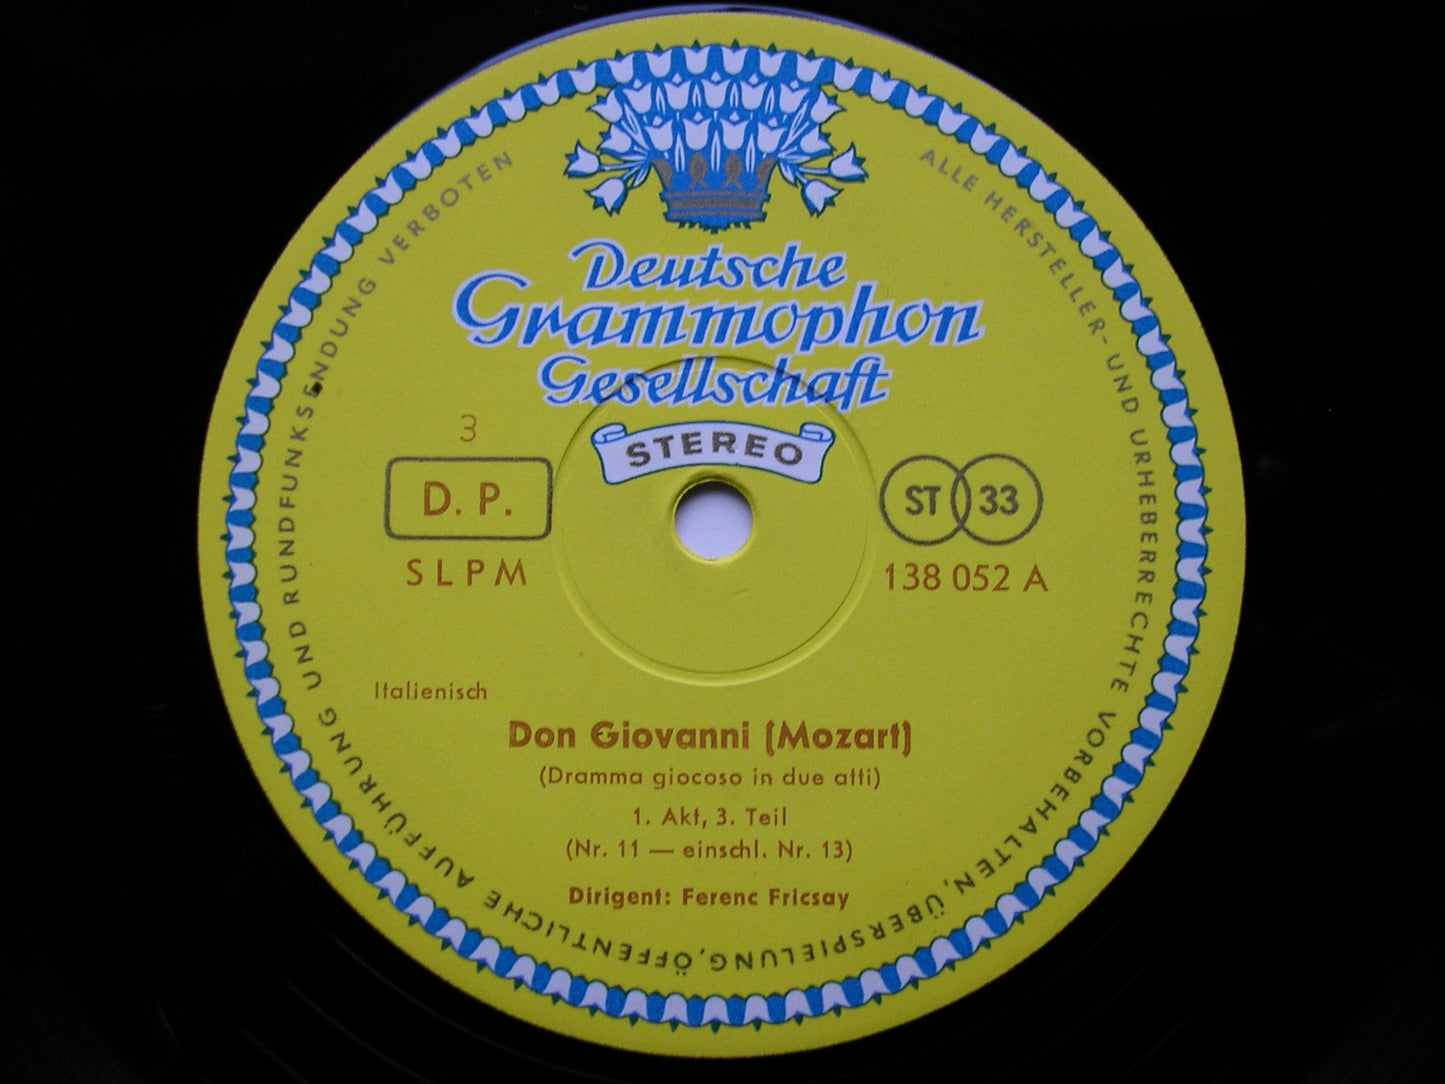 Deutsche
Grammophon
Gesellschaft
STEREO
3
D. P.
SLPM
ST 33
138 052 A
Italienisch
Don Giovanni (Mozart)
(Dramma giocoso in due atti)
1. Akt, 3. Teil
(Nr. 11 — einschl. Nr. 13)
Dirigent: Ferenc Fricsay
ALLE HERSTELLER- UND URHEBERRECHTE VORBEHALTEN, ÜBERSPIELUNG, ÖFFENTLICHE AUFFÜHRUNG UND RUNDFUNKSENDUNG VERBOTEN